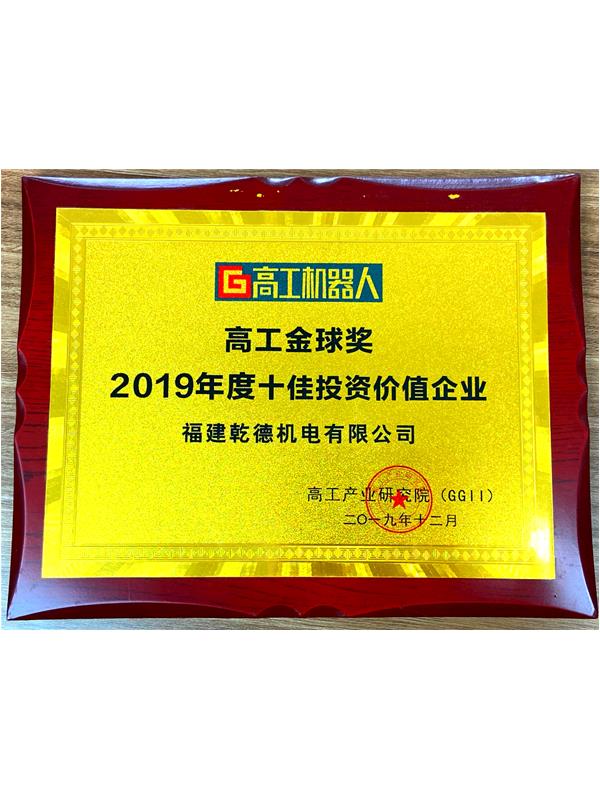 G高工机器人
高工金球奖
2019年度十佳投资价值企业
福建乾德机电有限公司
高工产业研究院（GGII）
二〇一九年十二月